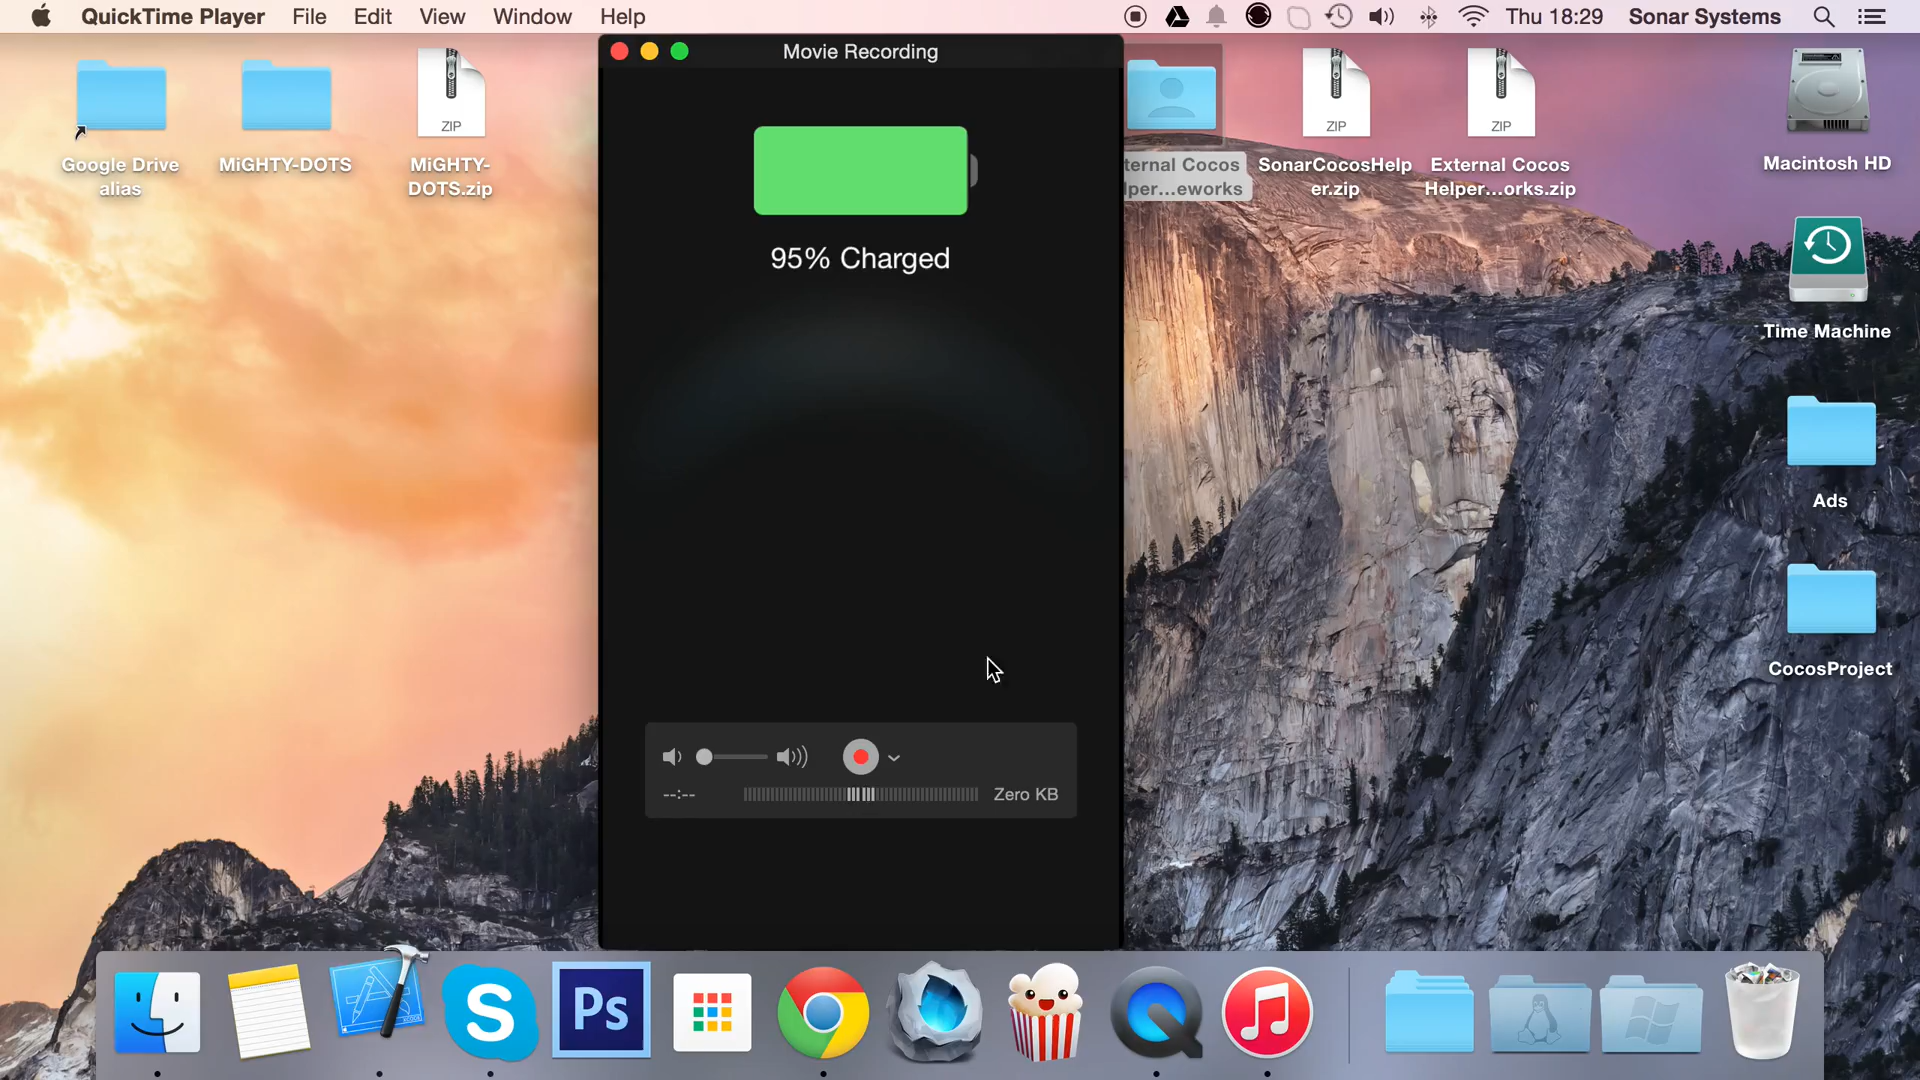 QuickTime Player File Edit View Window Help Thu 18:29 Sonar Systems
Movie Recording
ZIP
ZIP
ZIP
Google Drive
alias
MiGHTY-DOTS
MiGHTY-
DOTS.zip
ternal Cocos
lper...eworks
SonarCocosHelp
er.zip
External Cocos
Helper...orks.zip
Macintosh HD
95% Charged
Time Machine
Ads
CocosProject
--:--
Zero KB
S
Ps
XCODE